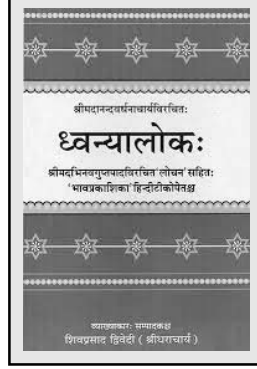 श्रीमदानन्दवर्धनाचार्यविरचितः
ध्वन्यालोकः
श्रीमदभिनवगुप्तपादविरचित 'लोचन' सहितः
'भावप्रकाशिका' हिन्दीटीकोपेतश्च
व्याख्याकारः सम्पादकश्च
शिवप्रसाद द्विवेदी ( श्रीधराचार्य )